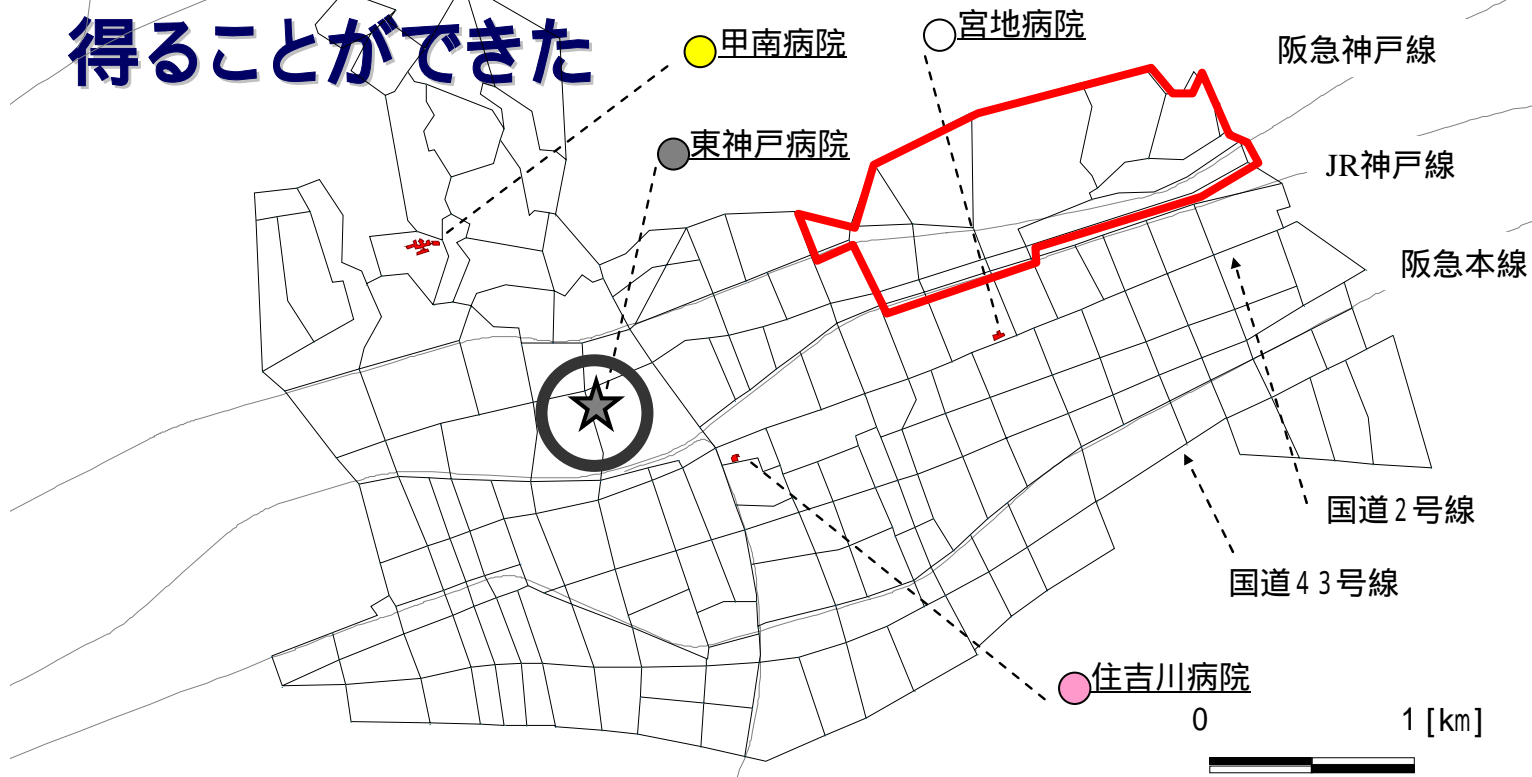 得ることができた
甲南病院
宮地病院
阪急神戸線
東神戸病院
JR神戸線
阪急本線
国道2号線
国道43号線
住吉川病院
0 1 [km]